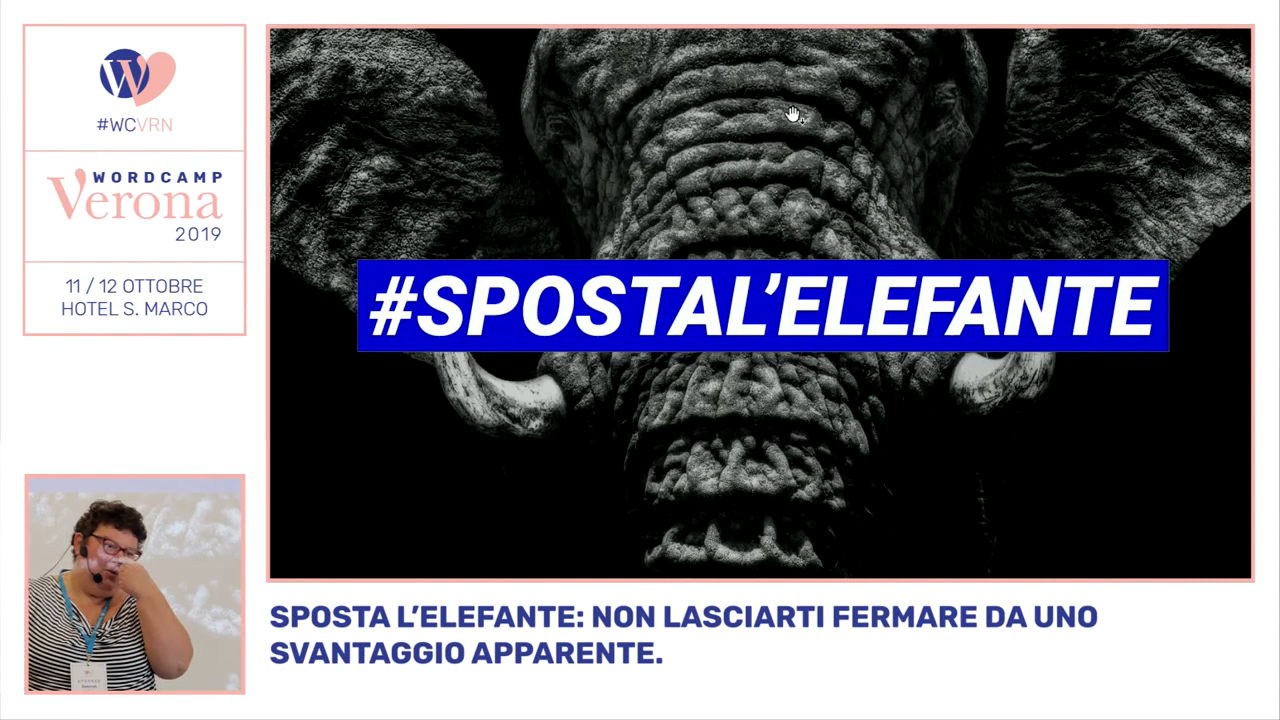 #WCVRN
WORDCAMP
Verona
2019
11 / 12 OTTOBRE
HOTEL S. MARCO
#SPOSTAL'ELEFANTE
SPEAKER
SPOSTA L'ELEFANTE: NON LASCIARTI FERMARE DA UNO
SVANTAGGIO APPARENTE.